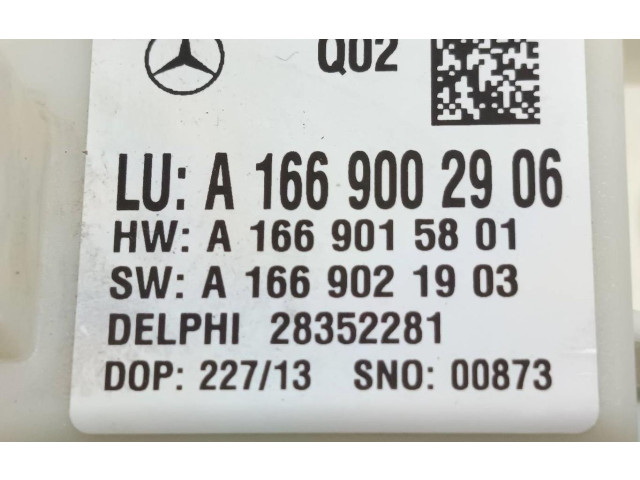 Q02
LU: A 166 900 29 06
HW: A 166 901 58 01
SW: A 166 902 19 03
DELPHI 28352281
DOP: 227/13 SNO: 00873